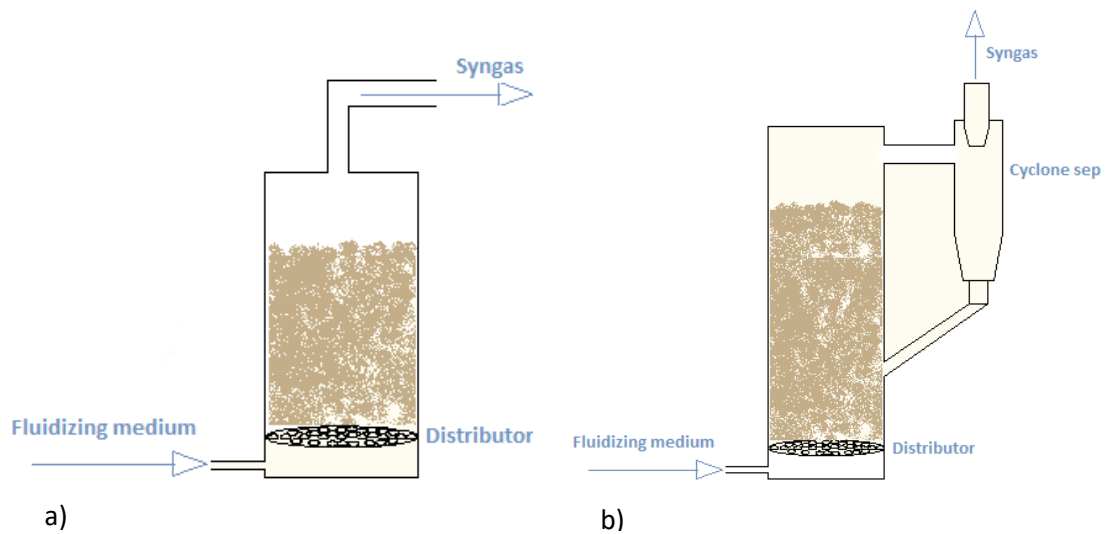 Syngas
Fluidizing medium
Distributor
a)
Syngas
Cyclone sep
Fluidizing medium
Distributor
b)